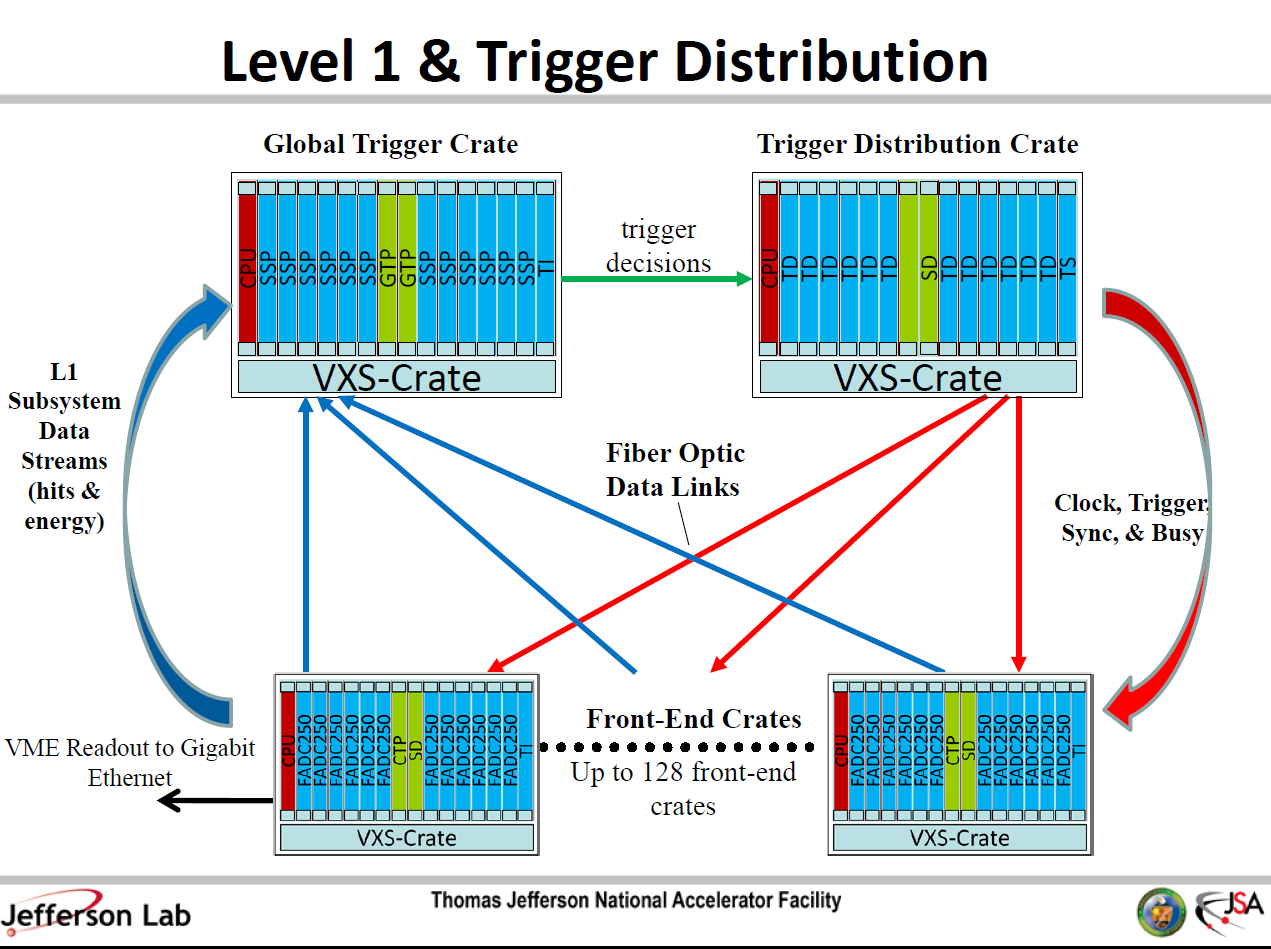 Level 1 & Trigger Distribution
Global Trigger Crate
Trigger Distribution Crate
CPU
SSP
SSP
SSP
SSP
SSP
SSP
GTP
GTP
SSP
SSP
SSP
SSP
SSP
SSP
TI
VXS-Crate
trigger
decisions
CPU
TD
TD
TD
TD
TD
TD
SD
TD
TD
TD
TD
TD
TD
TS
VXS-Crate
L1
Subsystem
Data
Streams
(hits &
energy)
Fiber Optic
Data Links
Clock, Trigger,
Sync, & Busy
VME Readout to Gigabit
Ethernet
CPU
FADC250
FADC250
FADC250
FADC250
FADC250
FADC250
CTP
SD
FADC250
FADC250
FADC250
FADC250
FADC250
FADC250
TI
VXS-Crate
Front-End Crates
Up to 128 front-end
crates
CPU
FADC250
FADC250
FADC250
FADC250
FADC250
FADC250
CTP
SD
FADC250
FADC250
FADC250
FADC250
FADC250
FADC250
TI
VXS-Crate
Jefferson Lab
Thomas Jefferson National Accelerator Facility
JSA